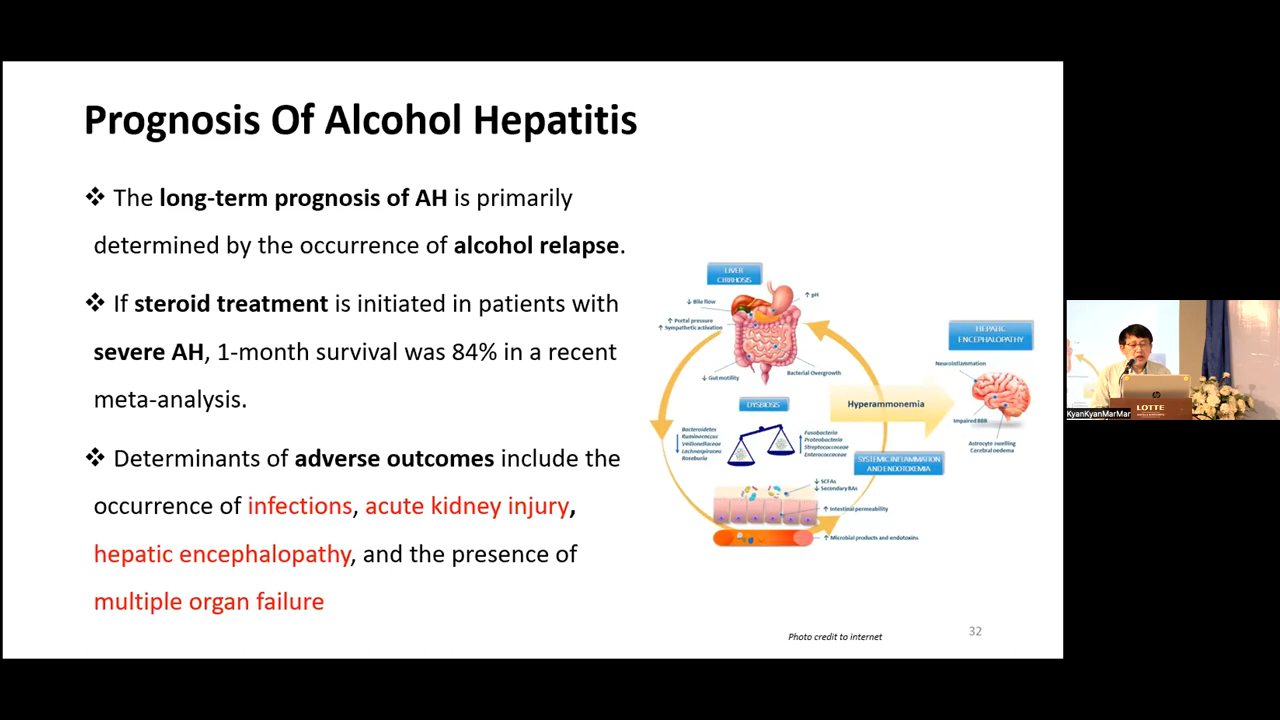 Prognosis Of Alcohol Hepatitis
❖ The long-term prognosis of AH is primarily
determined by the occurrence of alcohol relapse.
❖ If steroid treatment is initiated in patients with
severe AH, 1-month survival was 84% in a recent
meta-analysis.
❖ Determinants of adverse outcomes include the
occurrence of infections, acute kidney injury,
hepatic encephalopathy, and the presence of
multiple organ failure
LIVER
CIRRHOSIS
↓ Bile flow
↑ pH
↑ Portal pressure
↑ Sympathetic activation
↓ Gut motility
Bacterial Overgrowth
DYSBIOSIS
Bacteroidetes
Ruminococcus
Veillonellaceae
Lachnospiraceae
Roseburia
Fusobacteria
Proteobacteria
Streptococcaceae
Enterococcaceae
Hyperammonemia
HEPATIC
ENCEPHALOPATHY
Neuroinflammation
Impaired BBB
Astrocyte swelling
Cerebral oedema
SYSTEMIC INFLAMMATION
AND ENDOTOXEMIA
↓ SCFAs
↓ Secondary BAs
↑ Intestinal permeability
↑ Microbial products and endotoxins
Photo credit to internet
32
KyanKyanMarMar
hp
LOTTE